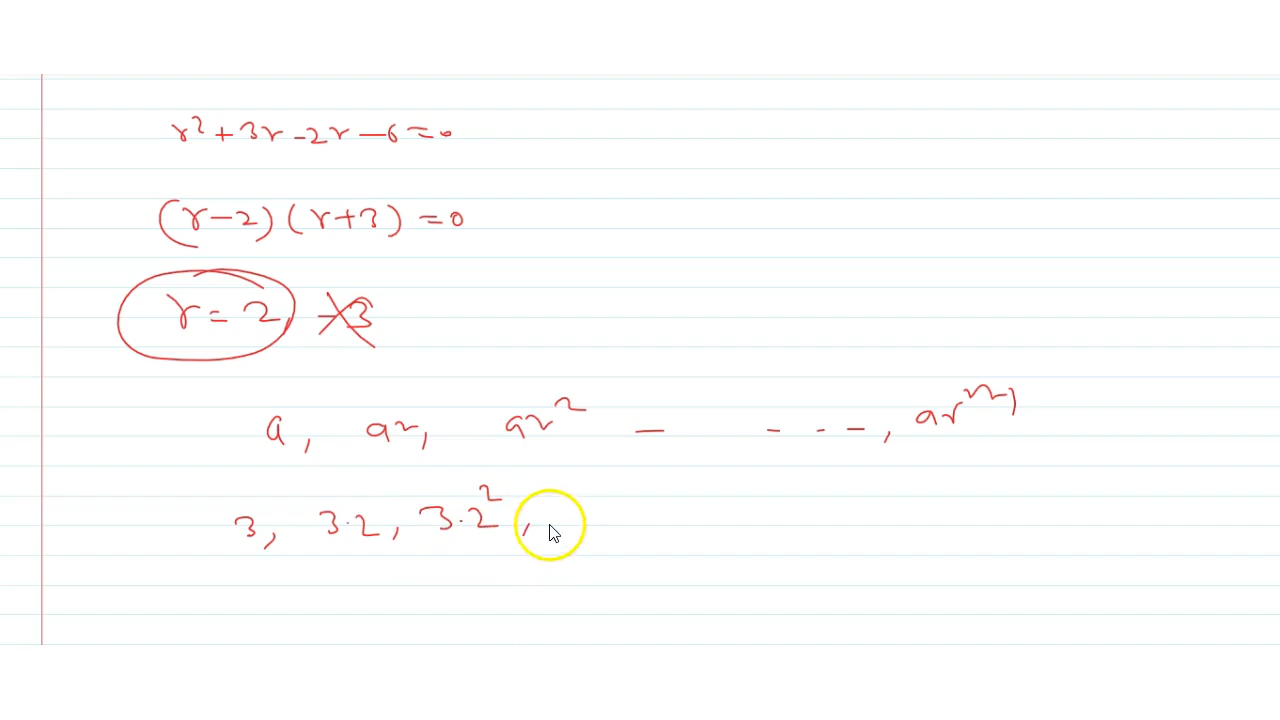 r² + 3r - 2r - 6 = 0
(r - 2) (r + 3) = 0
r = 2, -3
a, ar, ar² — - - - -, arⁿ⁻¹
3, 3·2, 3·2²,